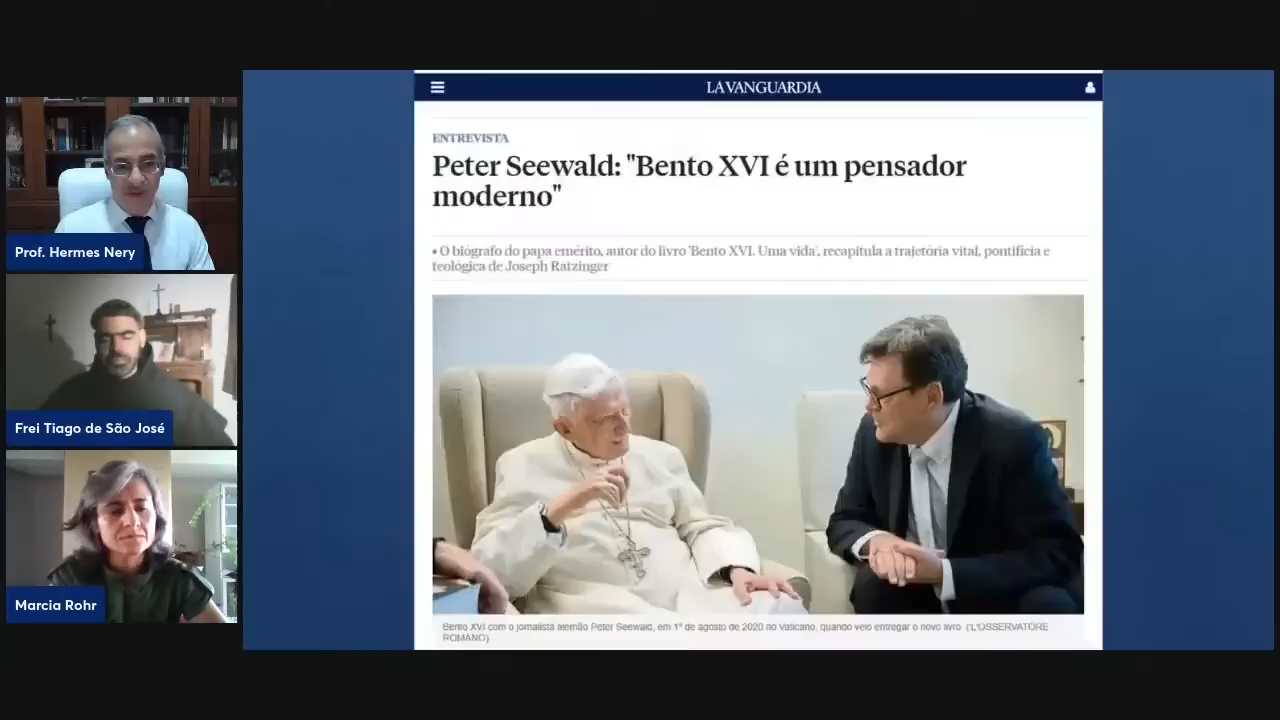 LA VANGUARDIA
ENTREVISTA
Peter Seewald: "Bento XVI é um pensador
moderno"
• O biógrafo do papa emérito, autor do livro 'Bento XVI. Uma vida', recapitula a trajetória vital, pontifícia e
teológica de Joseph Ratzinger
Bento XVI com o jornalista alemão Peter Seewald, em 1º de agosto de 2020 no Vaticano, quando veio entregar o novo livro ('L'OSSERVATORE
ROMANO)
Prof. Hermes Nery
Frei Tiago de São José
Marcia Rohr